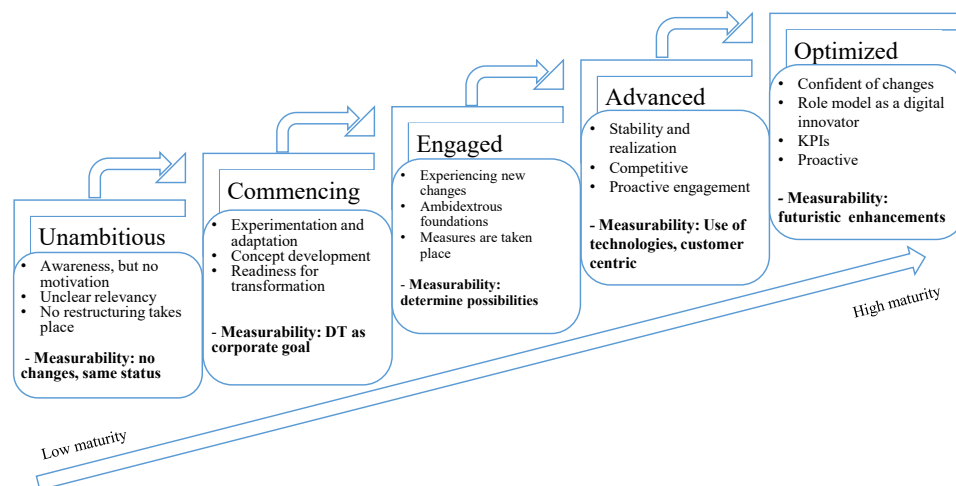 Unambitious
• Awareness, but no
motivation
• Unclear relevancy
• No restructuring takes
place
- Measurability: no
changes, same status
Commencing
• Experimentation and
adaptation
• Concept development
• Readiness for
transformation
- Measurability: DT as
corporate goal
Engaged
• Experiencing new
changes
• Ambidextrous
foundations
• Measures are taken
place
- Measurability:
determine possibilities
Advanced
• Stability and
realization
• Competitive
• Proactive engagement
- Measurability: Use of
technologies, customer
centric
Optimized
• Confident of changes
• Role model as a digital
innovator
• KPIs
• Proactive
- Measurability:
futuristic enhancements
Low maturity
High maturity